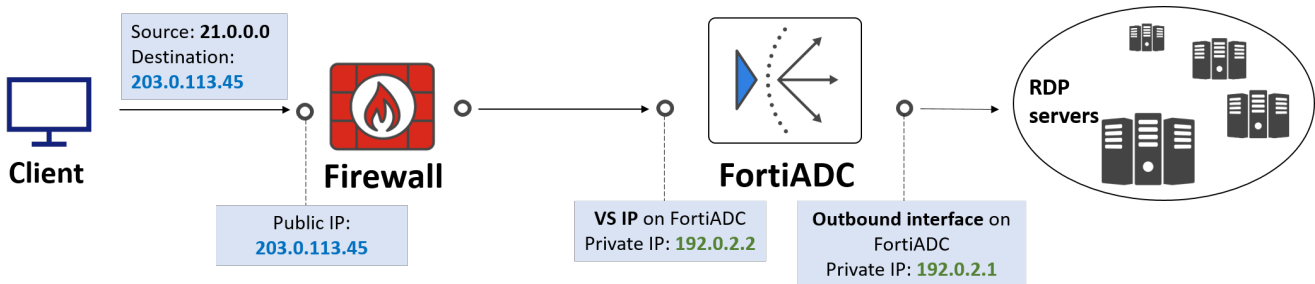 Source: 21.0.0.0
Destination:
203.0.113.45
Client
Firewall
Public IP:
203.0.113.45
FortiADC
VS IP on FortiADC
Private IP: 192.0.2.2
Outbound interface on
FortiADC
Private IP: 192.0.2.1
RDP
servers